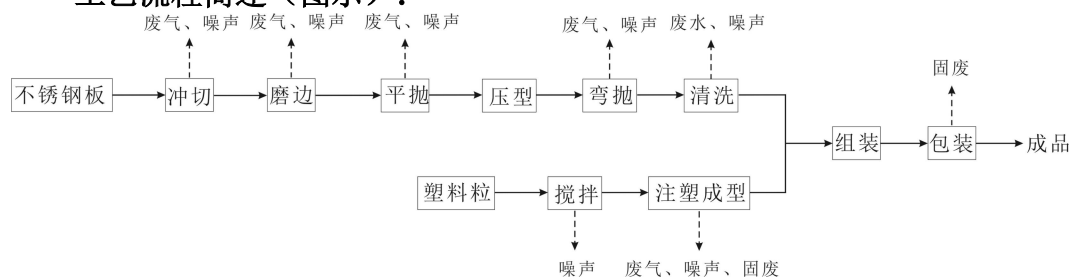 工艺流程简述（图示）：
废气、噪声 废气、噪声 废气、噪声 废气、噪声 废水、噪声
固废
不锈钢板 冲切 磨边 平抛 压型 弯抛 清洗
组装 包装 成品
塑料粒 搅拌 注塑成型
噪声 废气、噪声、固废